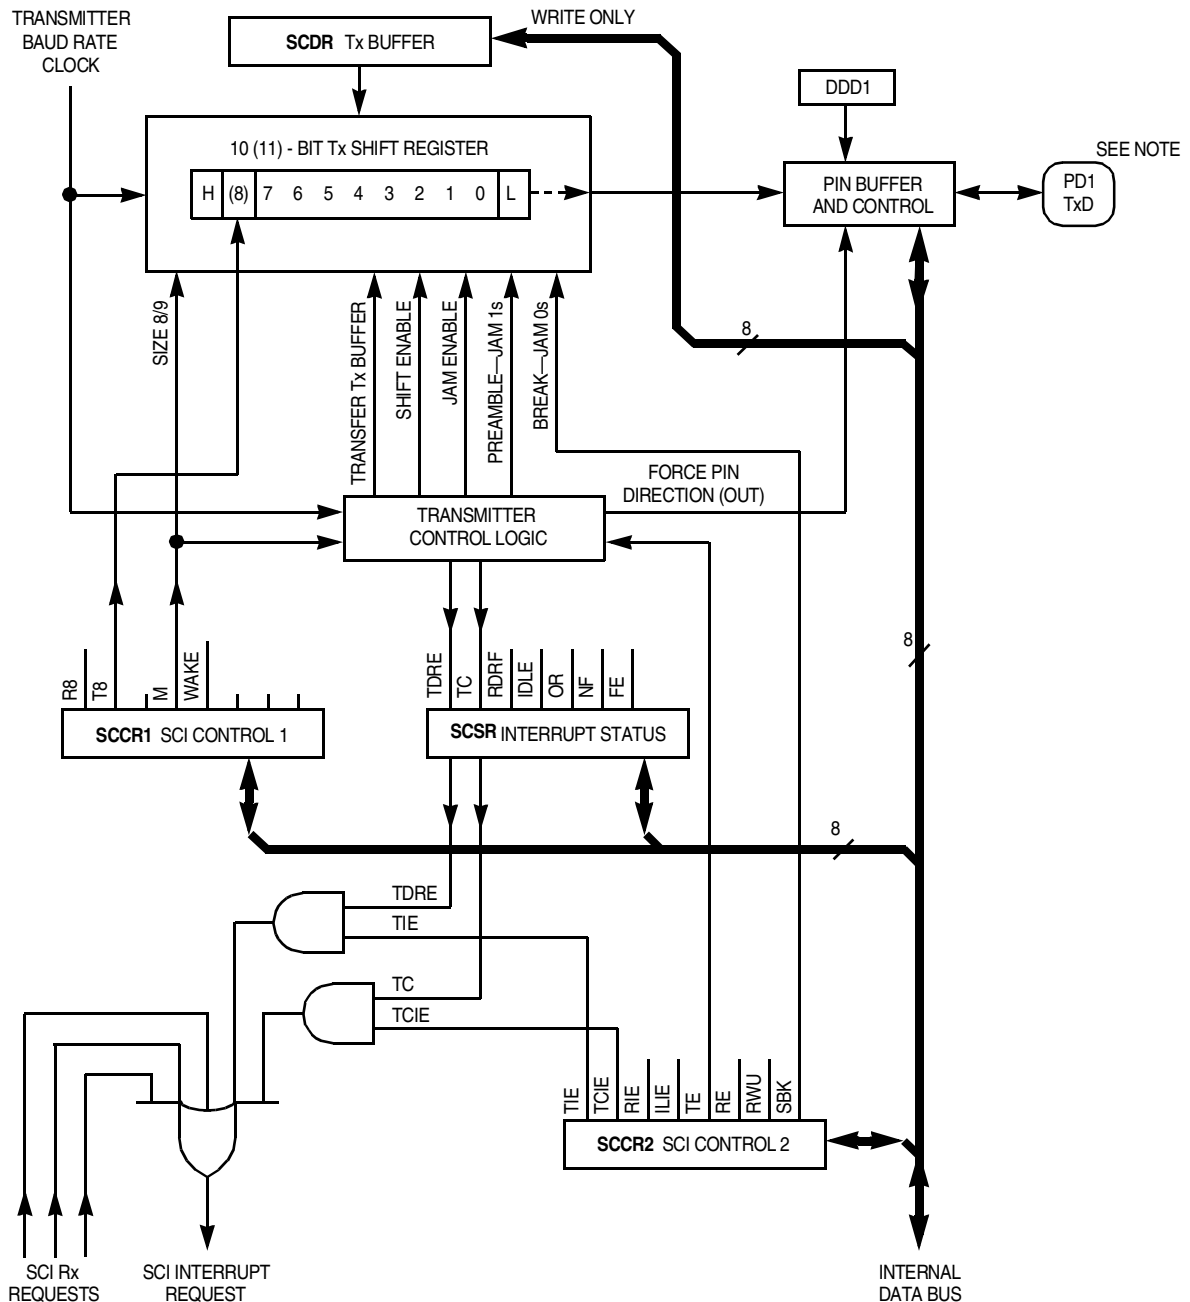 TRANSMITTER
BAUD RATE
CLOCK
SCDR Tx BUFFER
WRITE ONLY
DDD1
10 (11) - BIT Tx SHIFT REGISTER
H (8) 7 6 5 4 3 2 1 0 L
PIN BUFFER
AND CONTROL
SEE NOTE
PD1
TxD
SIZE 8/9
TRANSFER Tx BUFFER
SHIFT ENABLE
JAM ENABLE
PREAMBLE—JAM 1s
BREAK—JAM 0s
8
FORCE PIN
DIRECTION (OUT)
TRANSMITTER
CONTROL LOGIC
8
R8
T8
M
WAKE
SCCR1 SCI CONTROL 1
TDRE
TC
RDRF
IDLE
OR
NF
FE
SCSR INTERRUPT STATUS
8
TDRE
TIE
TC
TCIE
TIE
TCIE
RIE
ILIE
TE
RE
RWU
SBK
SCCR2 SCI CONTROL 2
SCI Rx
REQUESTS
SCI INTERRUPT
REQUEST
INTERNAL
DATA BUS